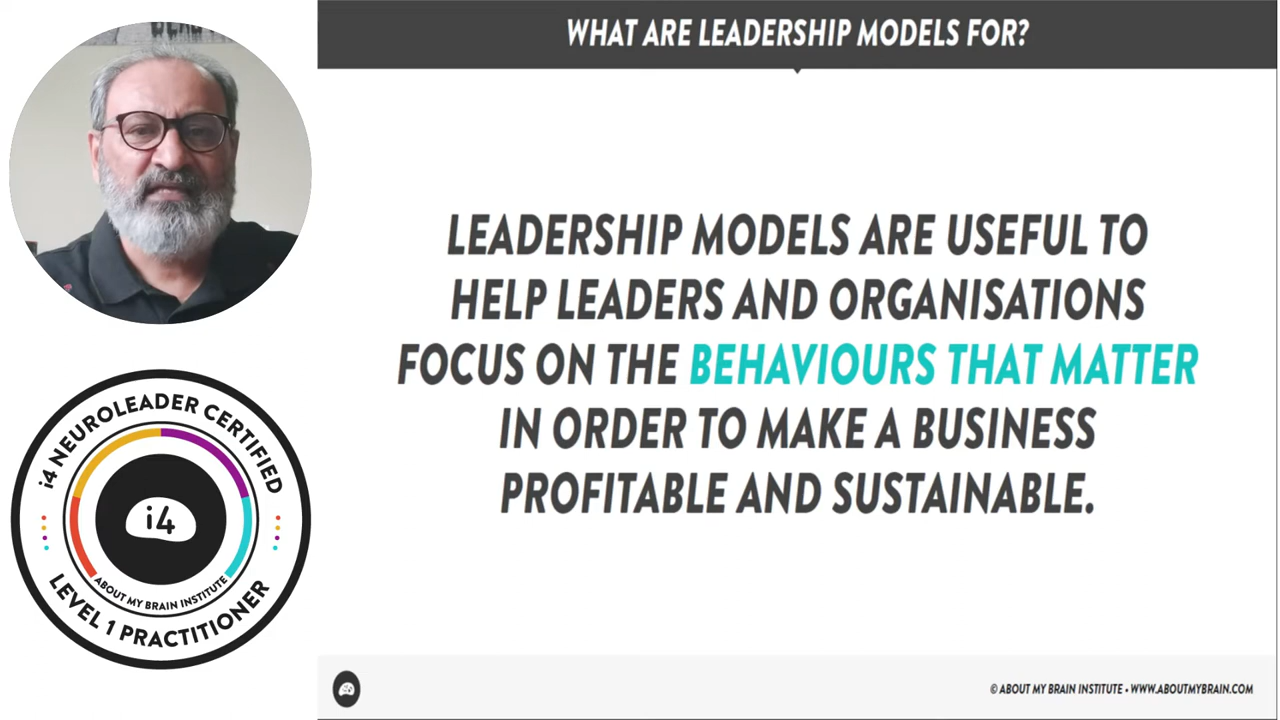 WHAT ARE LEADERSHIP MODELS FOR?
LEADERSHIP MODELS ARE USEFUL TO
HELP LEADERS AND ORGANISATIONS
FOCUS ON THE BEHAVIOURS THAT MATTER
IN ORDER TO MAKE A BUSINESS
PROFITABLE AND SUSTAINABLE.
i4 NEUROLEADER CERTIFIED
i4
ABOUT MY BRAIN INSTITUTE
LEVEL 1 PRACTITIONER
© ABOUT MY BRAIN INSTITUTE • WWW.ABOUTMYBRAIN.COM